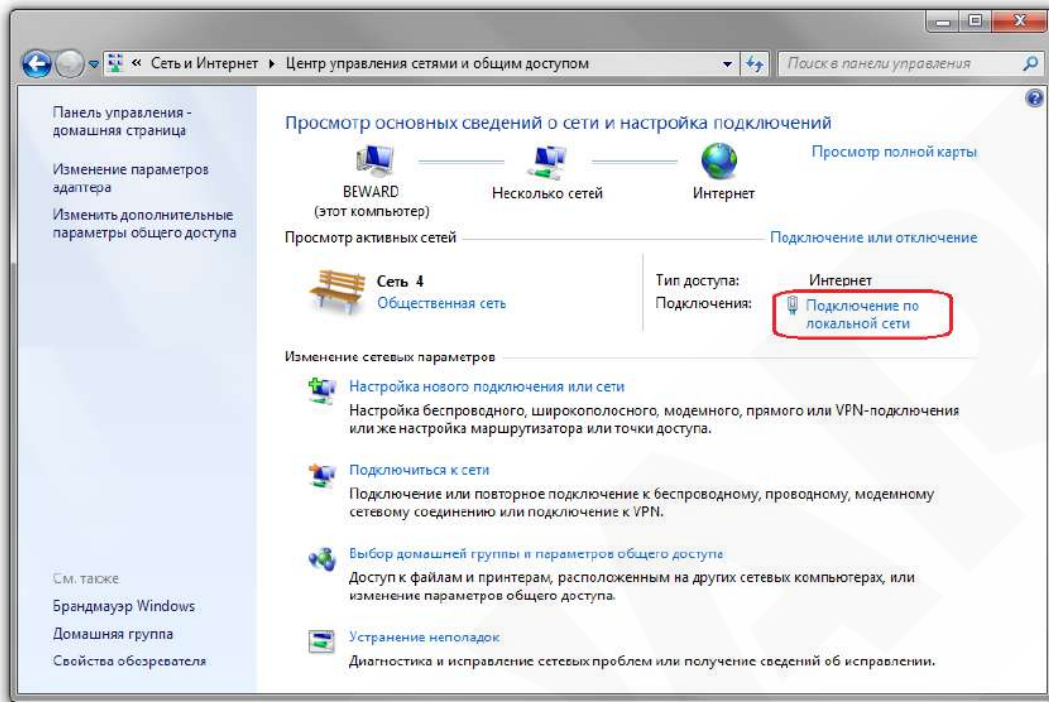 « Сеть и Интернет ▸ Центр управления сетями и общим доступом
Поиск в панели управления
Панель управления -
домашняя страница
Изменение параметров
адаптера
Изменить дополнительные
параметры общего доступа
См. также
Брандмауэр Windows
Домашняя группа
Свойства обозревателя
Просмотр основных сведений о сети и настройка подключений
Просмотр полной карты
BEWARD
(этот компьютер)
Несколько сетей
Интернет
Просмотр активных сетей
Подключение или отключение
Сеть 4
Общественная сеть
Тип доступа: Интернет
Подключения: Подключение по
локальной сети
Изменение сетевых параметров
Настройка нового подключения или сети
Настройка беспроводного, широкополосного, модемного, прямого или VPN-подключения
или же настройка маршрутизатора или точки доступа.
Подключиться к сети
Подключение или повторное подключение к беспроводному, проводному, модемному
сетевому соединению или подключение к VPN.
Выбор домашней группы и параметров общего доступа
Доступ к файлам и принтерам, расположенным на других сетевых компьютерах, или
изменение параметров общего доступа.
Устранение неполадок
Диагностика и исправление сетевых проблем или получение сведений об исправлении.